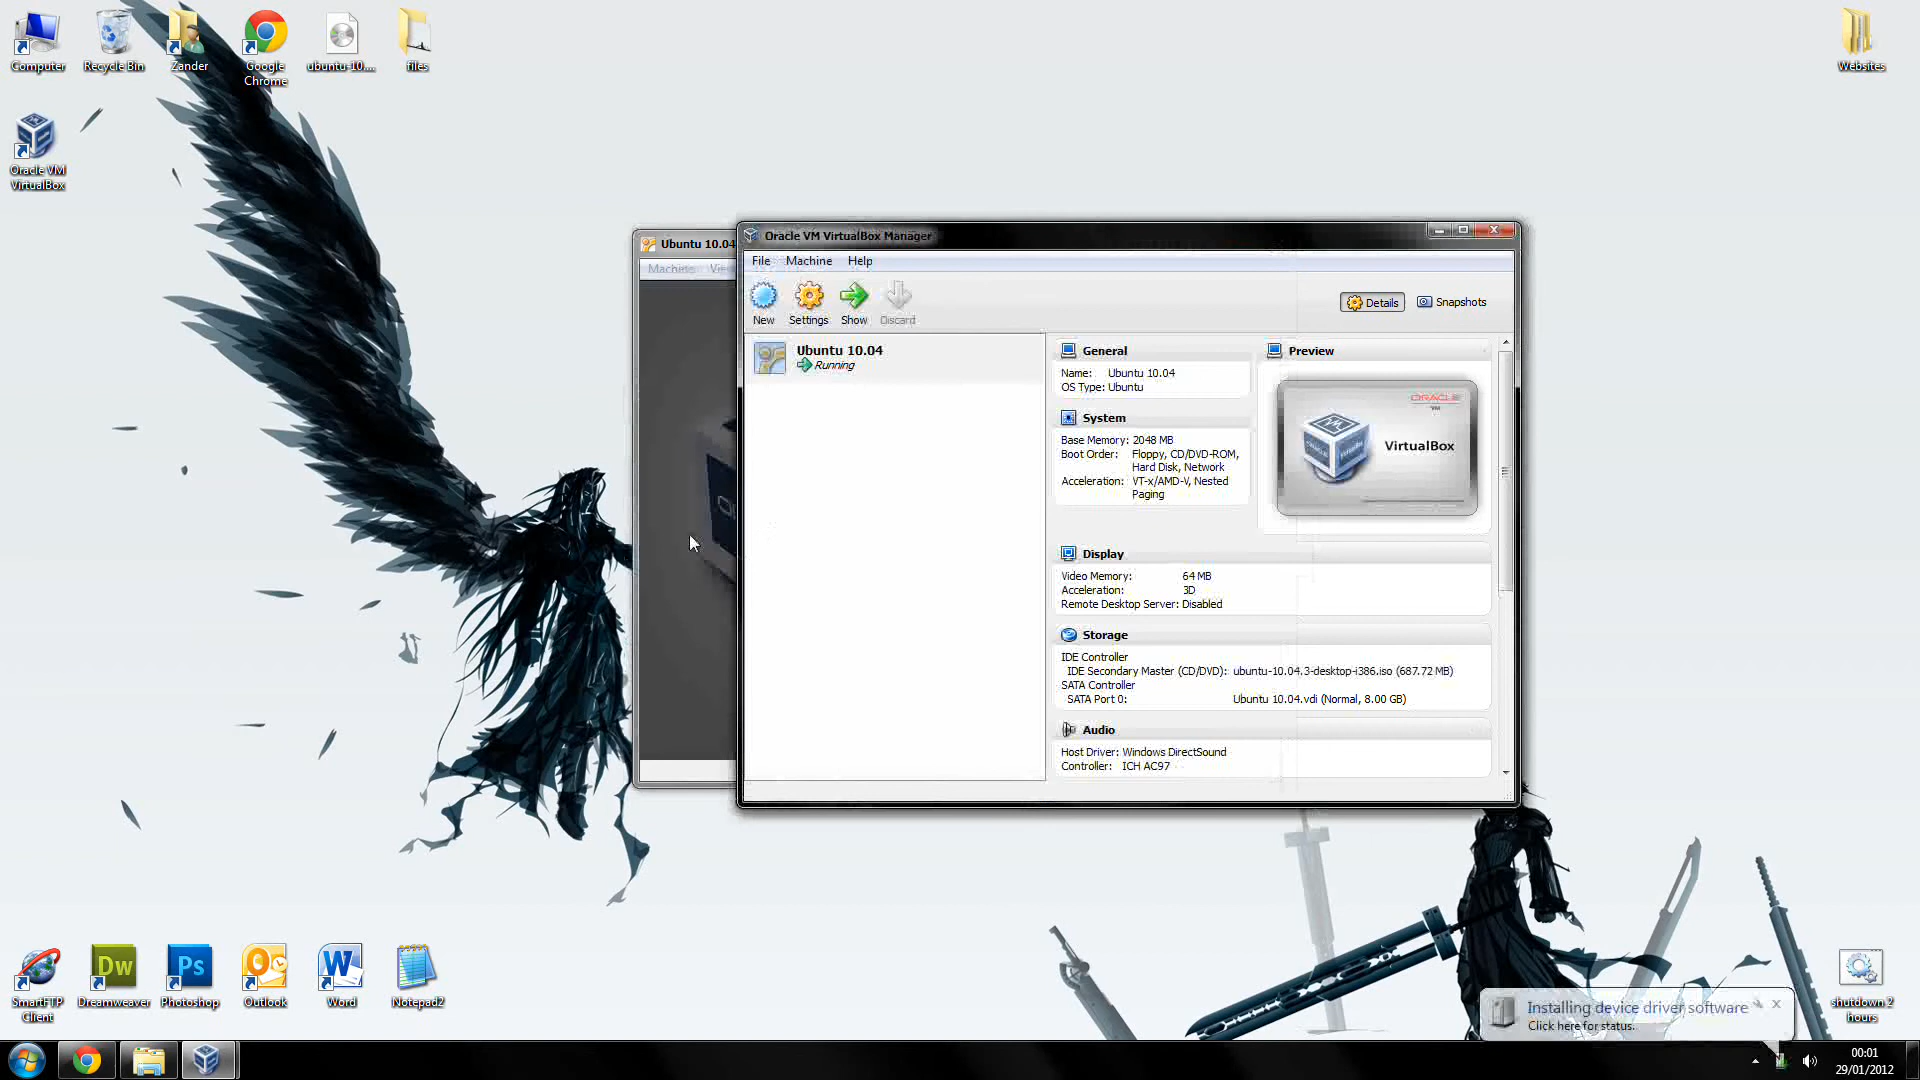 Computer
Recycle Bin
Zander
Google
Chrome
ubuntu-10....
files
Websites
Oracle VM
VirtualBox
Ubuntu 10.04
Machine
Oracle VM VirtualBox Manager
File Machine Help
New
Settings
Show
Discard
Details
Snapshots
Ubuntu 10.04
Running
General
Name: Ubuntu 10.04
OS Type: Ubuntu
System
Base Memory: 2048 MB
Boot Order: Floppy, CD/DVD-ROM,
Hard Disk, Network
Acceleration: VT-x/AMD-V, Nested
Paging
Preview
ORACLE
VM
VirtualBox
Display
Video Memory: 64 MB
Acceleration: 3D
Remote Desktop Server: Disabled
Storage
IDE Controller
IDE Secondary Master (CD/DVD): ubuntu-10.04.3-desktop-i386.iso (687.72 MB)
SATA Controller
SATA Port 0: Ubuntu 10.04.vdi (Normal, 8.00 GB)
Audio
Host Driver: Windows DirectSound
Controller: ICH AC97
SmartFTP
Client
Dw
Dreamweaver
Ps
Photoshop
Outlook
Word
Notepad2
shutdown 2
hours
Installing device driver software
Click here for status.
00:01
29/01/2012